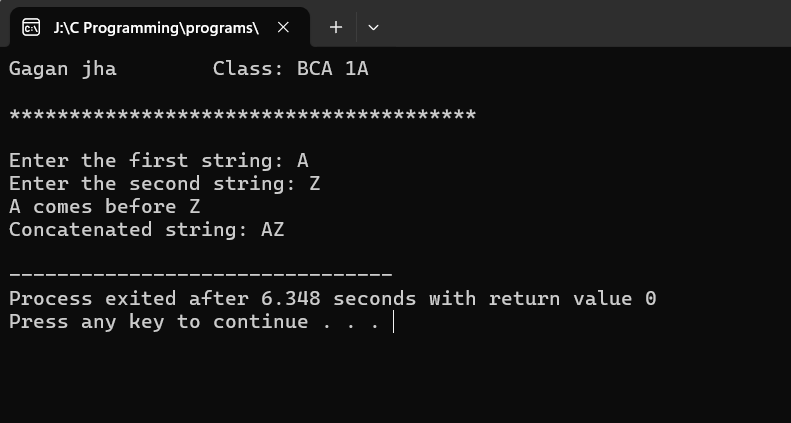 J:\C Programming\programs\
Gagan jha        Class: BCA 1A
***************************************
Enter the first string: A
Enter the second string: Z
A comes before Z
Concatenated string: AZ
--------------------------------
Process exited after 6.348 seconds with return value 0
Press any key to continue . . .